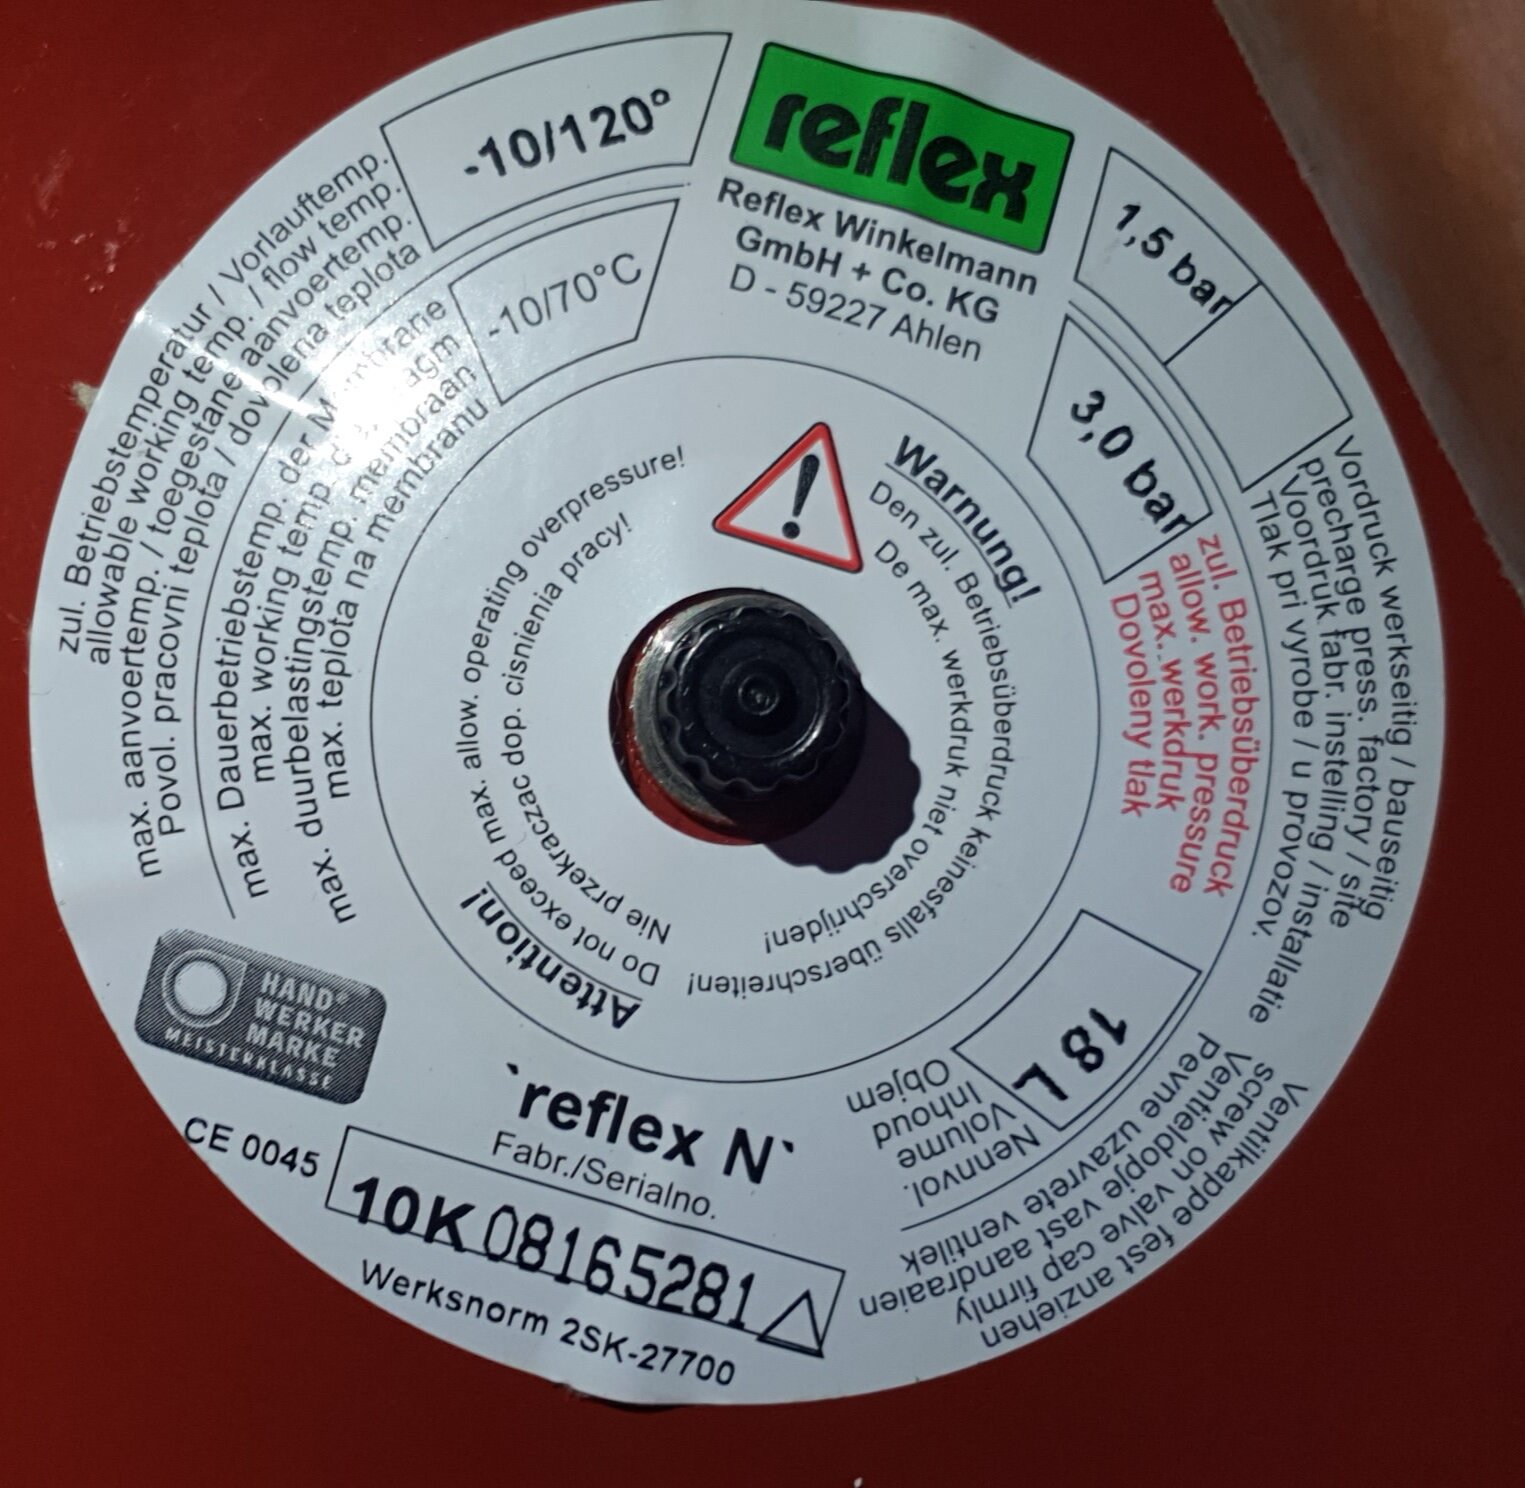 reflex
Reflex Winkelmann
GmbH + Co. KG
D - 59227 Ahlen
-10/120°
zul. Betriebstemperatur / Vorlauftemp.
allowable working temp. / flow temp.
max. aanvoertemp. / toegestane aanvoertemp.
Povol. pracovni teplota / dovolena teplota
-10/70°C
max. Dauerbetriebstemp. der Membrane
max. working temp
max. duurbelastingstemp. membraan
max. teplota na membranu
1,5 bar
Vordruck werkseitig / bauseitig
precharge press. factory / site
Voordruk fabr. instelling / installatie
Tlak pri vyrobe / u provozov.
3,0 bar
zul. Betriebsüberdruck
allow. work. pressure
max. werkdruk
Dovoleny tlak
Warnung!
Den zul. Betriebsüberdruck keinesfalls überschreiten!
De max. werkdruk niet overschrijden!
Attention!
Do not exceed max. allow. operating overpressure!
Nie przekraczac dop. cisnienia pracy!
18 L
Nennvol.
Volume
Inhoud
Objem
Ventilkappe fest anziehen
screw on valve cap firmly
Ventieldopje vast aandraaien
Pevne uzavrete ventilek
HAND®
WERKER
MARKE
MEISTERKLASSE
`reflex N`
Fabr./Serialno.
CE 0045
10K08165281
Werksnorm 2SK-27700